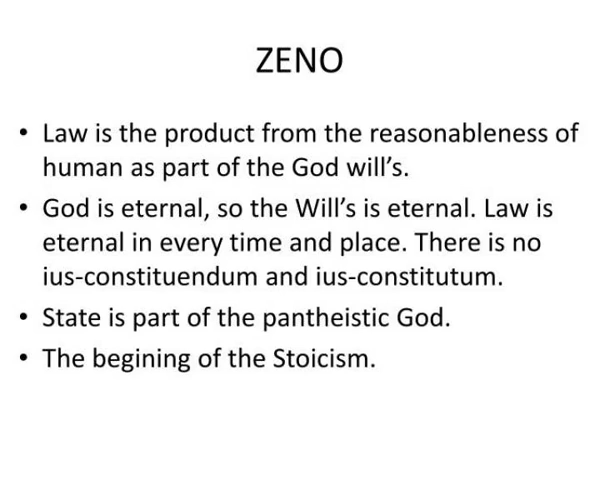 ZENO
• Law is the product from the reasonableness of
human as part of the God will's.
• God is eternal, so the Will's is eternal. Law is
eternal in every time and place. There is no
ius-constituendum and ius-constitutum.
• State is part of the pantheistic God.
• The begining of the Stoicism.